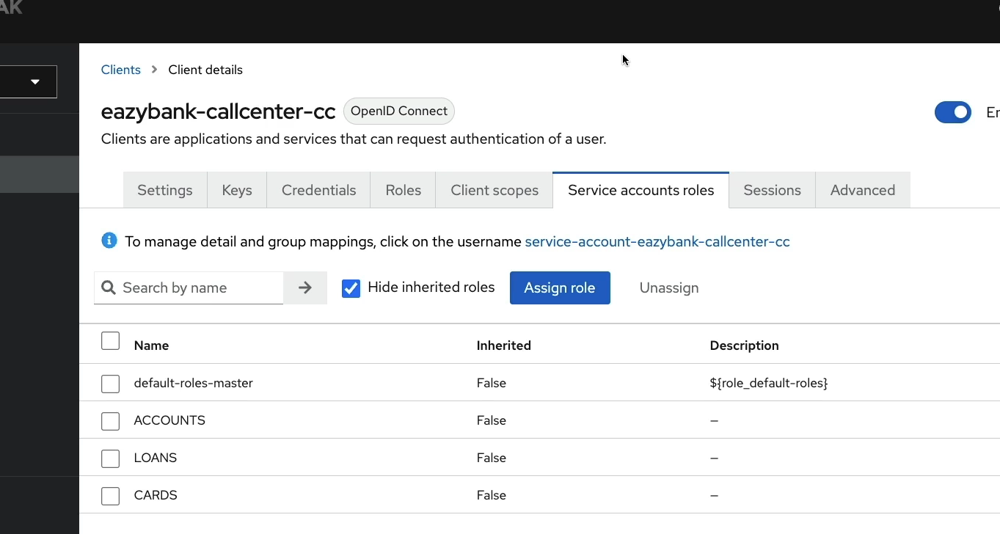 AK
Clients > Client details
eazybank-callcenter-cc OpenID Connect
Clients are applications and services that can request authentication of a user.
Settings Keys Credentials Roles Client scopes Service accounts roles Sessions Advanced
To manage detail and group mappings, click on the username service-account-eazybank-callcenter-cc
Search by name Hide inherited roles Assign role Unassign
Name Inherited Description
default-roles-master False ${role_default-roles}
ACCOUNTS False –
LOANS False –
CARDS False –